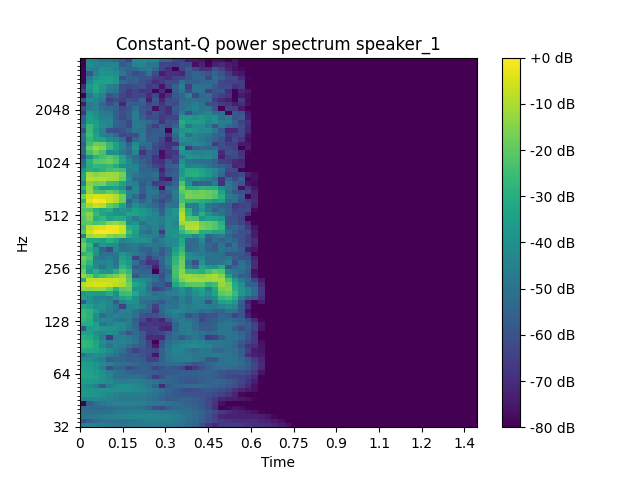 Constant-Q power spectrum speaker_1
Hz
2048
1024
512
256
128
64
32
0 0.15 0.3 0.45 0.6 0.75 0.9 1.1 1.2 1.4
Time
+0 dB
-10 dB
-20 dB
-30 dB
-40 dB
-50 dB
-60 dB
-70 dB
-80 dB